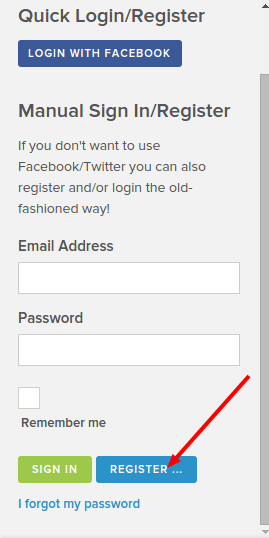 Quick Login/Register
LOGIN WITH FACEBOOK
Manual Sign In/Register
If you don't want to use
Facebook/Twitter you can also
register and/or login the old-
fashioned way!
Email Address
Password
Remember me
SIGN IN
REGISTER ...
I forgot my password